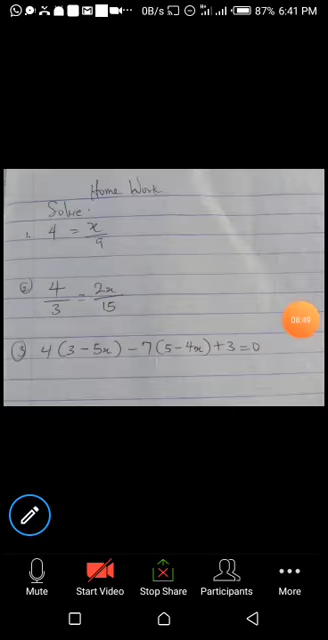 0B/s 87% 6:41 PM
Home Work
Solve.
1. 4 = x/9
② 4/3 = 2x/15
③ 4(3-5x) -7(5-4x)+3=0
08:49
Mute Start Video Stop Share Participants More